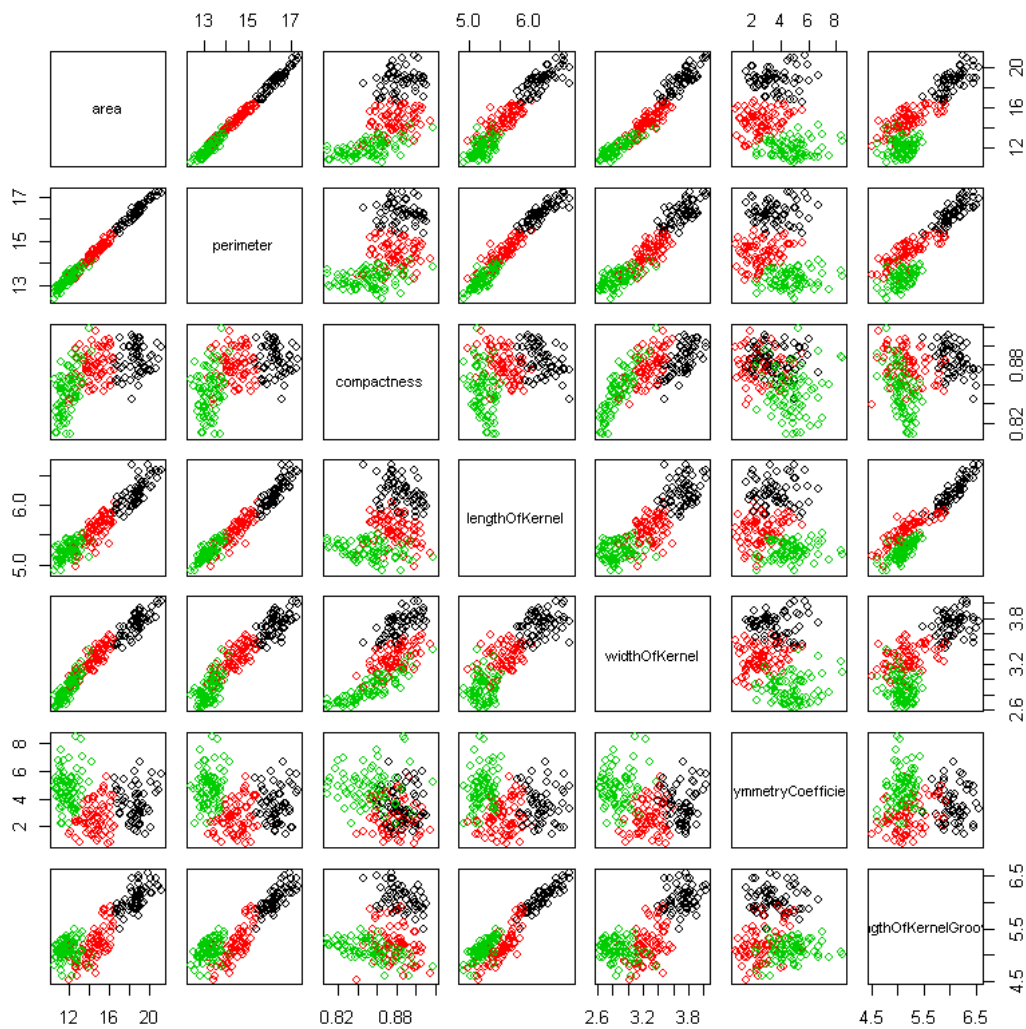 13 15 17
5.0 6.0
2 4 6 8
area
12 16 20
13 15 17
perimeter
compactness
0.82 0.88
5.0 6.0
lengthOfKernel
widthOfKernel
2.6 3.2 3.8
2 4 6 8
ymmetryCoefficie
gthOfKernelGroo
4.5 5.5 6.5
12 16 20
0.82 0.88
2.6 3.2 3.8
4.5 5.5 6.5